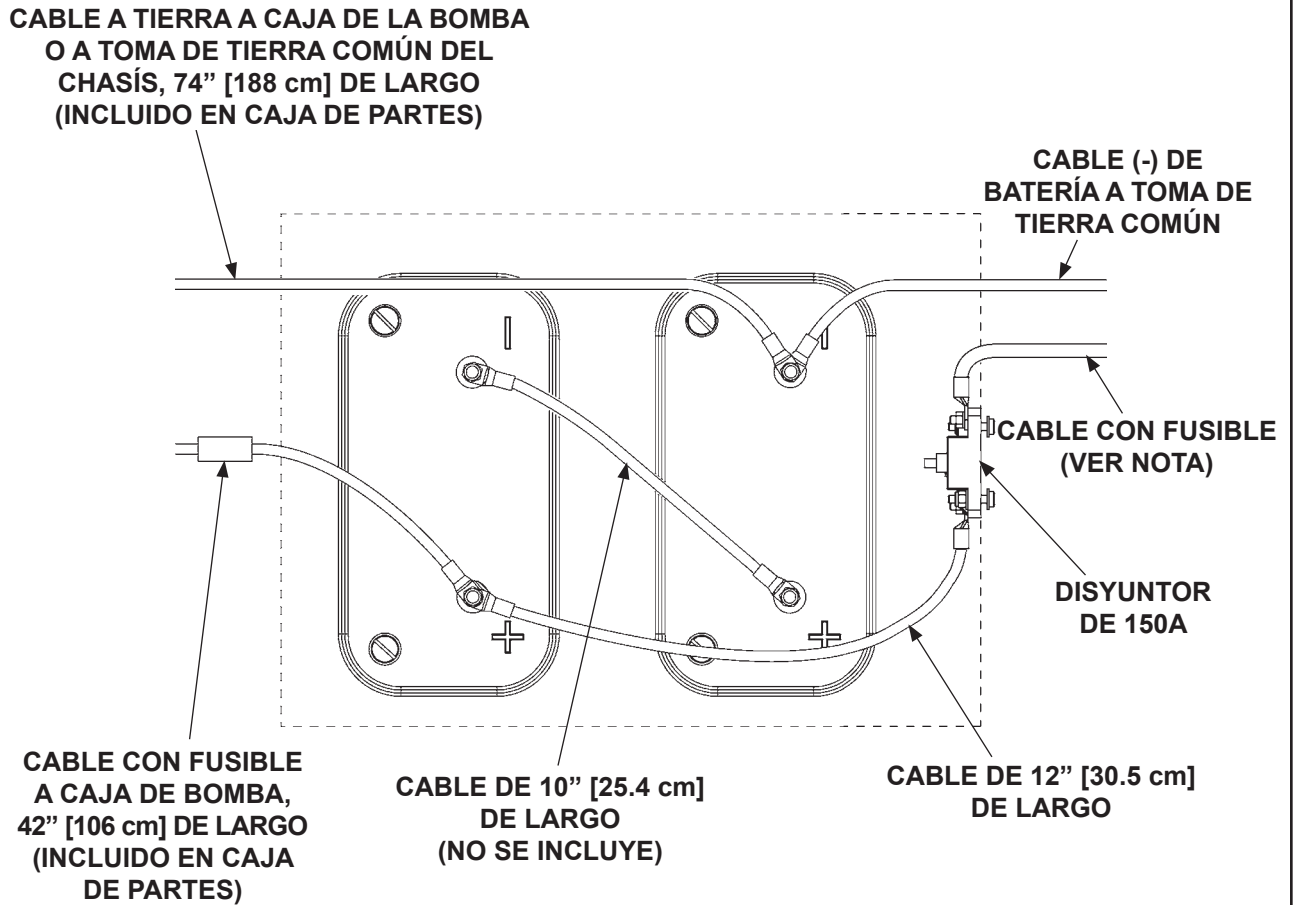 CABLE A TIERRA A CAJA DE LA BOMBA
O A TOMA DE TIERRA COMÚN DEL
CHASÍS, 74” [188 cm] DE LARGO
(INCLUIDO EN CAJA DE PARTES)
CABLE (-) DE
BATERÍA A TOMA DE
TIERRA COMÚN
CABLE CON FUSIBLE
(VER NOTA)
DISYUNTOR
DE 150A
CABLE CON FUSIBLE
A CAJA DE BOMBA,
42” [106 cm] DE LARGO
(INCLUIDO EN CAJA
DE PARTES)
CABLE DE 10” [25.4 cm]
DE LARGO
(NO SE INCLUYE)
CABLE DE 12” [30.5 cm]
DE LARGO